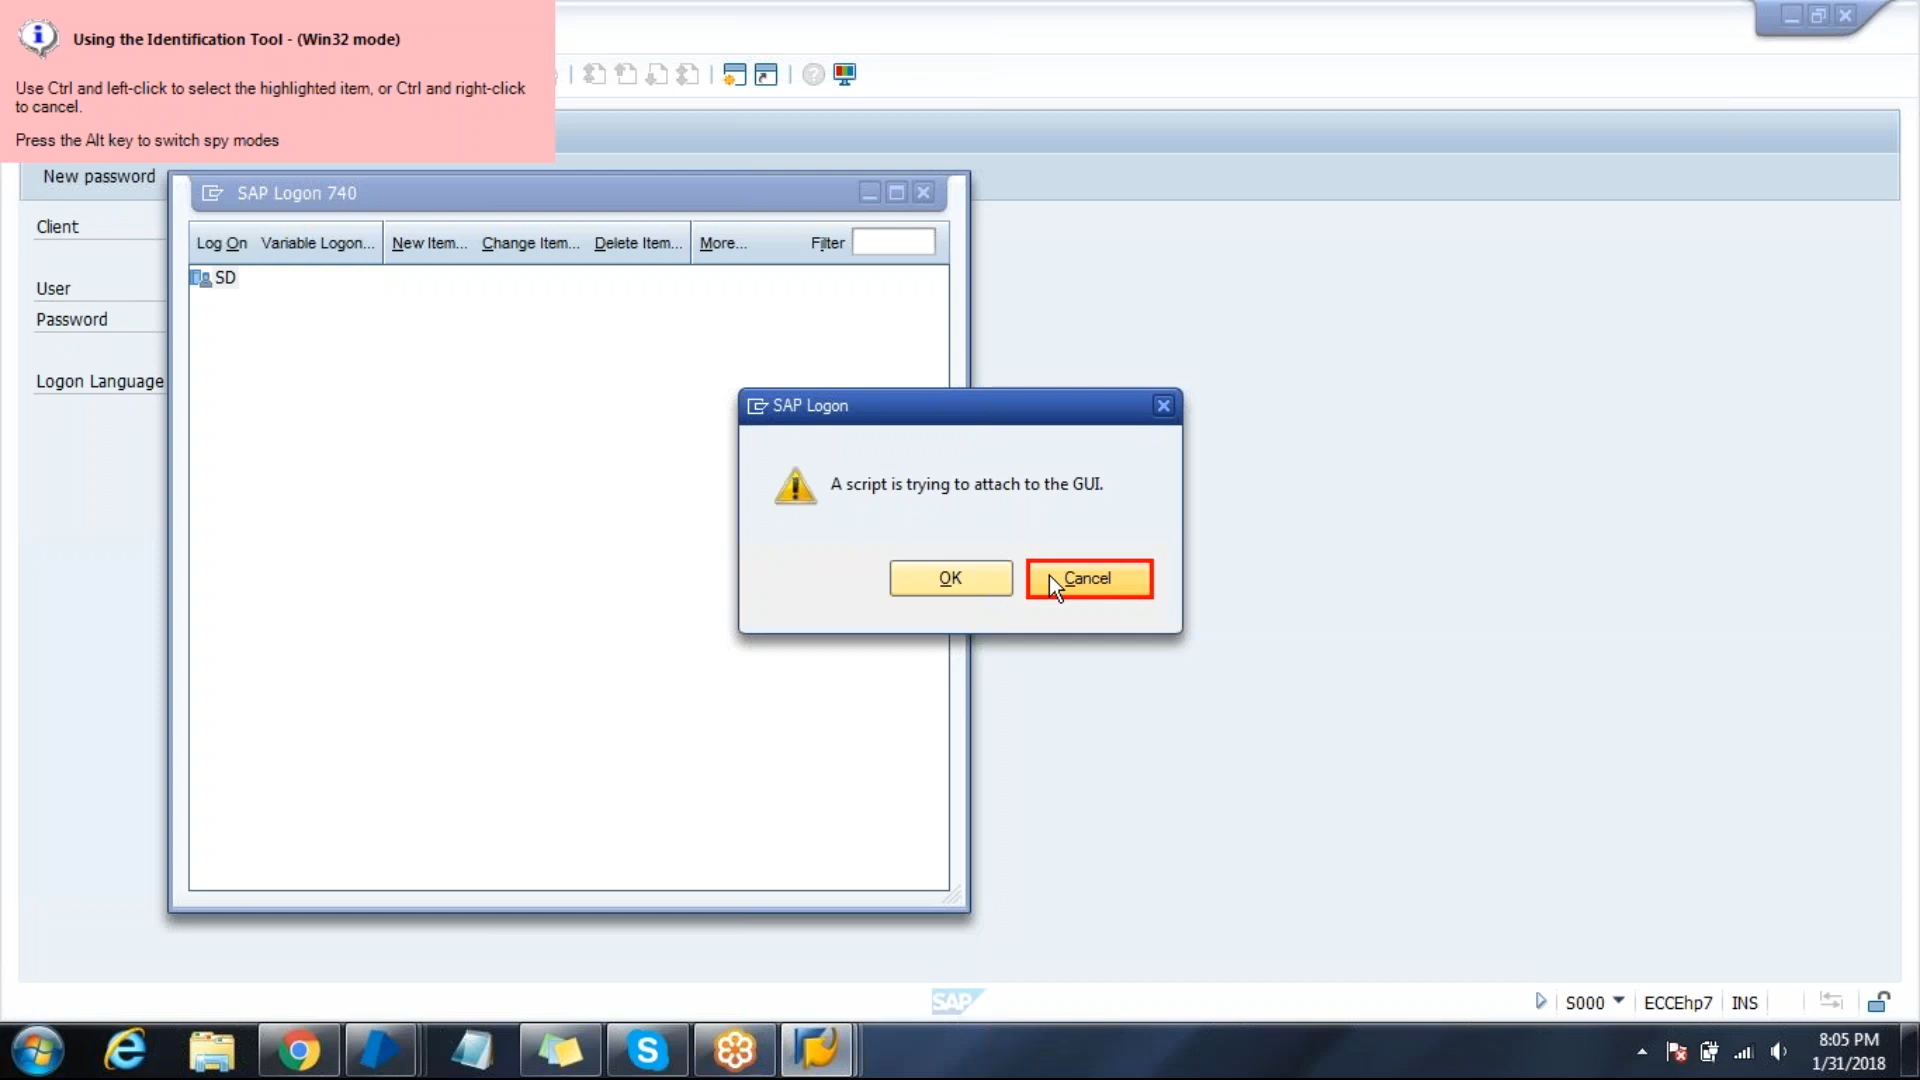 Using the Identification Tool - (Win32 mode)
Use Ctrl and left-click to select the highlighted item, or Ctrl and right-click
to cancel.
Press the Alt key to switch spy modes
New password
Client
User
Password
Logon Language
SAP Logon 740
Log On Variable Logon... New Item... Change Item... Delete Item... More... Filter
SD
SAP Logon
A script is trying to attach to the GUI.
OK Cancel
SAP
S000 ECCEhp7 INS
8:05 PM
1/31/2018